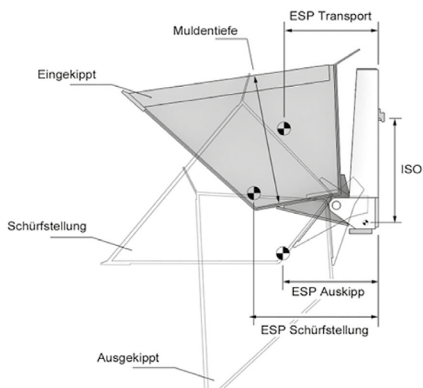 ESP Transport
Muldentiefe
Eingekippt
ISO
Schürfstellung
ESP Auskipp
ESP Schürfstellung
Ausgekippt